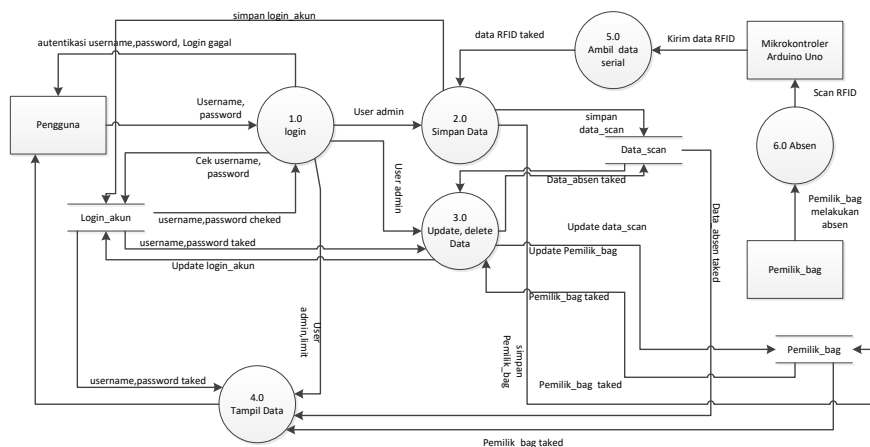 simpan login_akun
autentikasi username,password, Login gagal
data RFID taked
5.0
Ambil data
serial
Kirim data RFID
Mikrokontroler
Arduino Uno
Scan RFID
Pengguna
Username,
password
1.0
login
User admin
2.0
Simpan Data
simpan
data_scan
Data_scan
6.0 Absen
Cek username,
password
User admin
Data_absen taked
Pemilik_bag
melakukan
absen
Login_akun
username,password cheked
3.0
Update, delete
Data
Update data_scan
Data_absen taked
username,password taked
Update Pemilik_bag
Update login_akun
Pemilik_bag
Pemilik_bag taked
User
admin,limit
simpan
Pemilik_bag
Pemilik_bag
username,password taked
4.0
Tampil Data
Pemilik_bag taked
Pemilik_bag taked